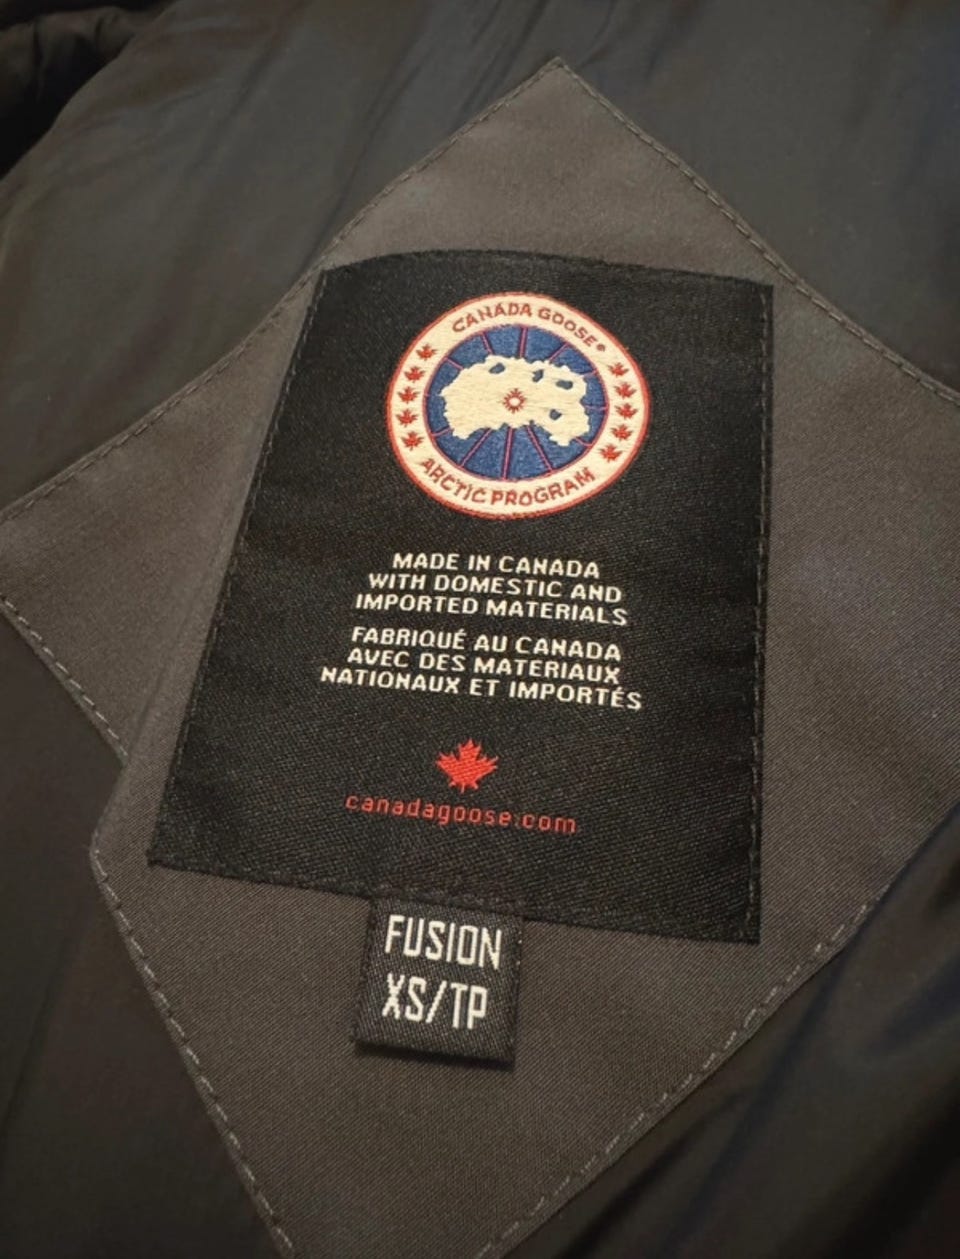 CANADA GOOSE®
ARCTIC PROGRAM
MADE IN CANADA
WITH DOMESTIC AND
IMPORTED MATERIALS
FABRIQUÉ AU CANADA
AVEC DES MATERIAUX
NATIONAUX ET IMPORTÉS
canadagoose.com
FUSION
XS/TP